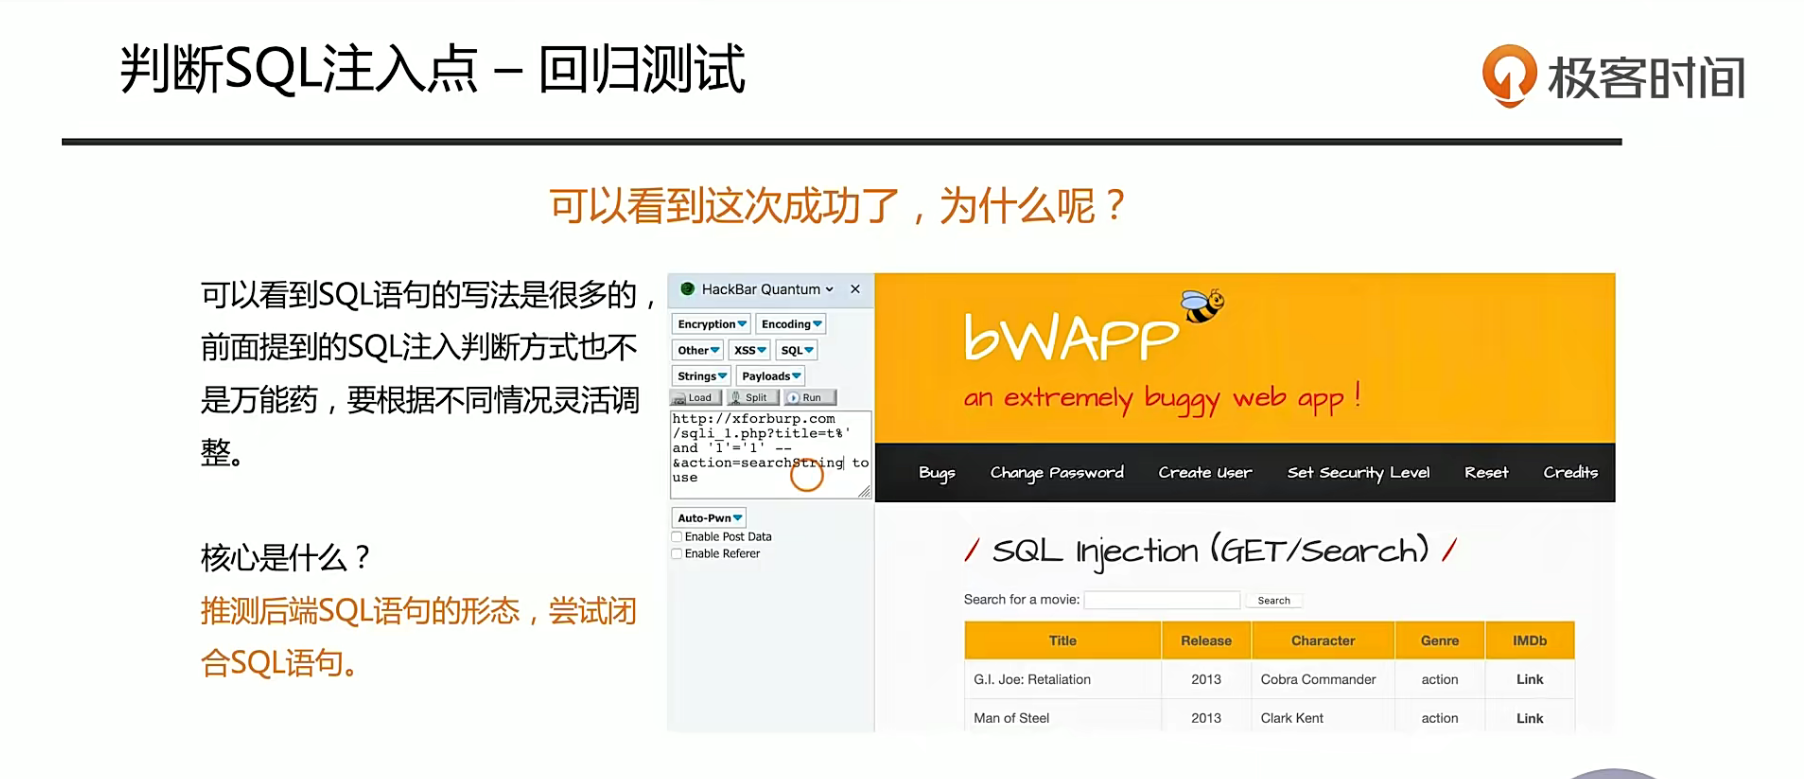 判断SQL注入点 – 回归测试
极客时间
可以看到这次成功了，为什么呢？
可以看到SQL语句的写法是很多的，
前面提到的SQL注入判断方式也不
是万能药，要根据不同情况灵活调
整。
核心是什么？
推测后端SQL语句的形态，尝试闭
合SQL语句。
HackBar Quantum
Encryption Encoding
Other XSS SQL
Strings Payloads
Load Split Run
http://xforburp.com
/sqli_1.php?title=t%'
and '1'='1' --
&action=searchString to
use
Auto-Pwn
Enable Post Data
Enable Referer
bWAPP
an extremely buggy web app !
Bugs Change Password Create User Set Security Level Reset Credits
/ SQL Injection (GET/Search) /
Search for a movie: Search
Title Release Character Genre IMDb
G.I. Joe: Retaliation 2013 Cobra Commander action Link
Man of Steel 2013 Clark Kent action Link